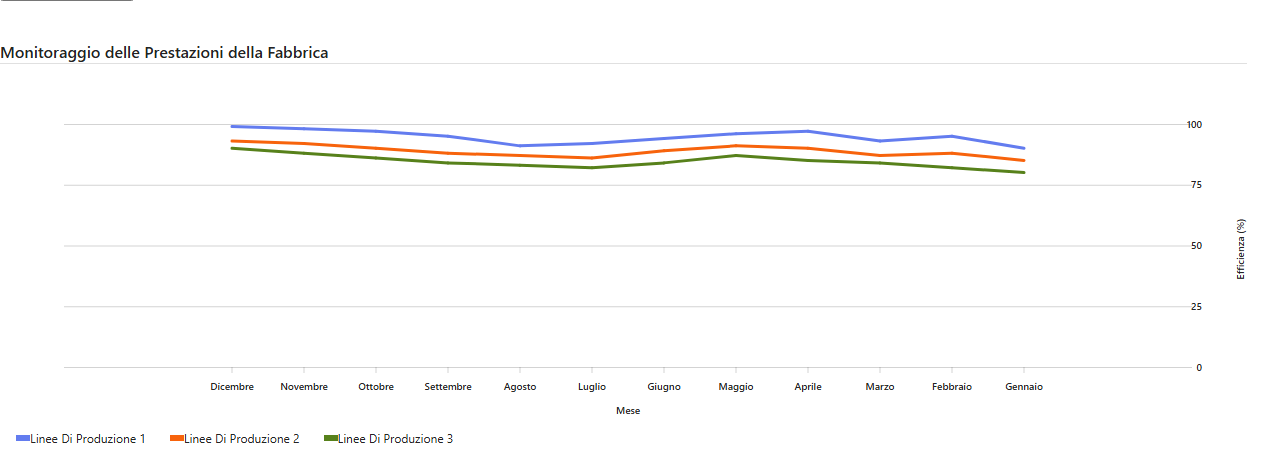 Monitoraggio delle Prestazioni della Fabbrica
100
75
50
25
0
Efficienza (%)
Dicembre Novembre Ottobre Settembre Agosto Luglio Giugno Maggio Aprile Marzo Febbraio Gennaio
Mese
Linee Di Produzione 1 Linee Di Produzione 2 Linee Di Produzione 3